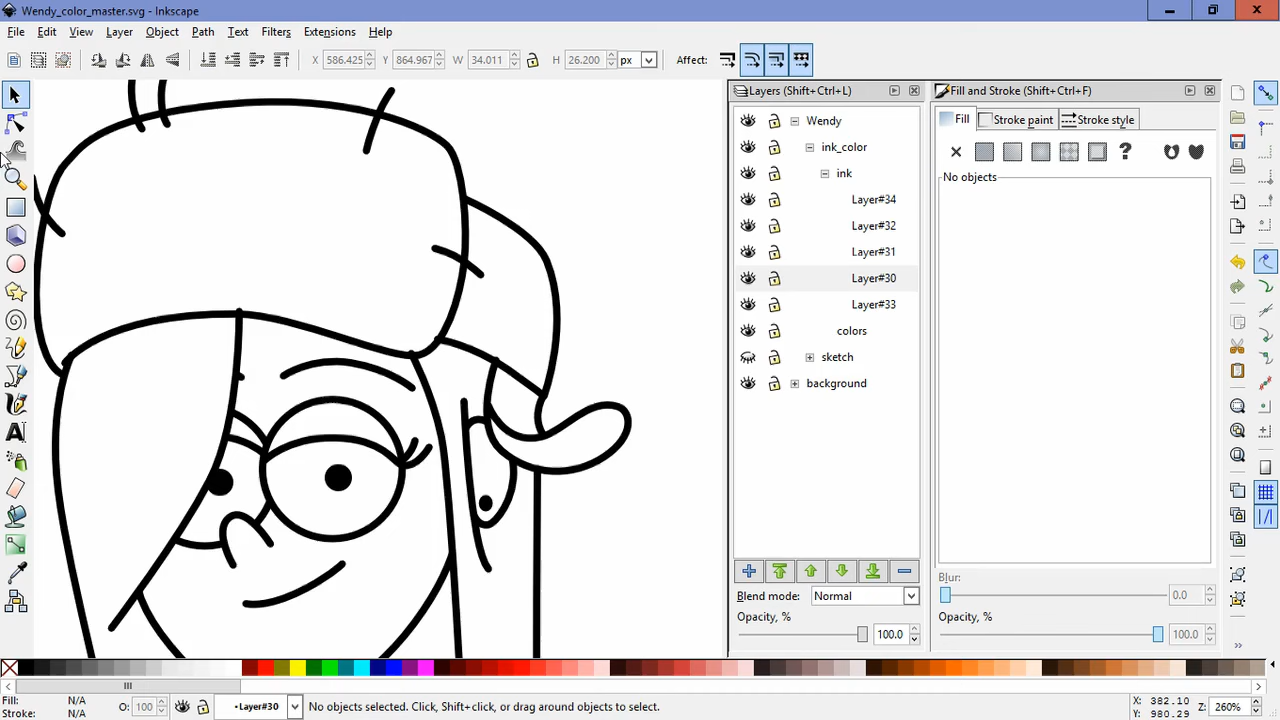 Wendy_color_master.svg - Inkscape
File Edit View Layer Object Path Filters Text Extensions Help
X 586.425 Y 864.967 W 34.011 H 26.200 px Affect:
Layers (Shift+Ctrl+L)
Wendy
ink_color
ink
Layer#34
Layer#32
Layer#31
Layer#30
Layer#33
colors
sketch
background
Blend mode: Normal
Opacity, %
100.0
Fill and Stroke (Shift+Ctrl+F)
Fill Stroke paint Stroke style
?
No objects
Blur:
0.0
Opacity, %
100.0
Fill: N/A
Stroke: N/A
O: 100
•Layer#30
No objects selected. Click, Shift+click, or drag around objects to select.
X: 382.10
Y: 980.29
Z: 260%